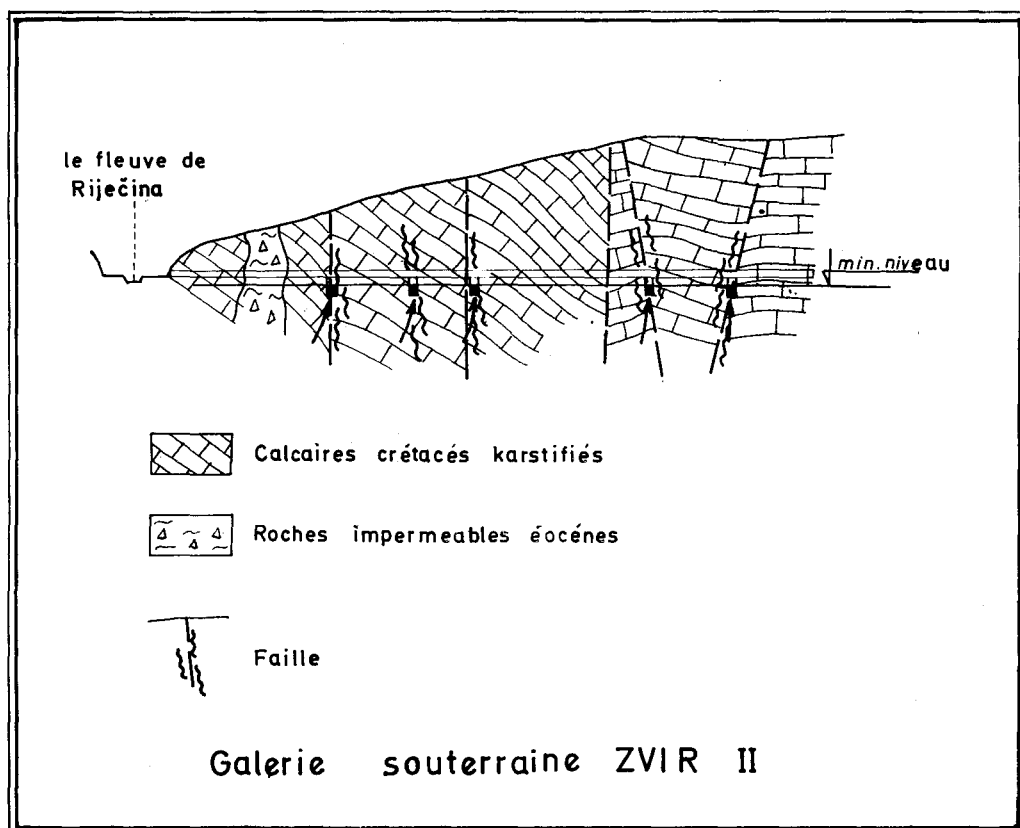 le fleuve de
Riječina
min. niveau
Calcaires crétacés karstifiés
Roches impermeables éocénes
Faille
Galerie souterraine ZVIR II